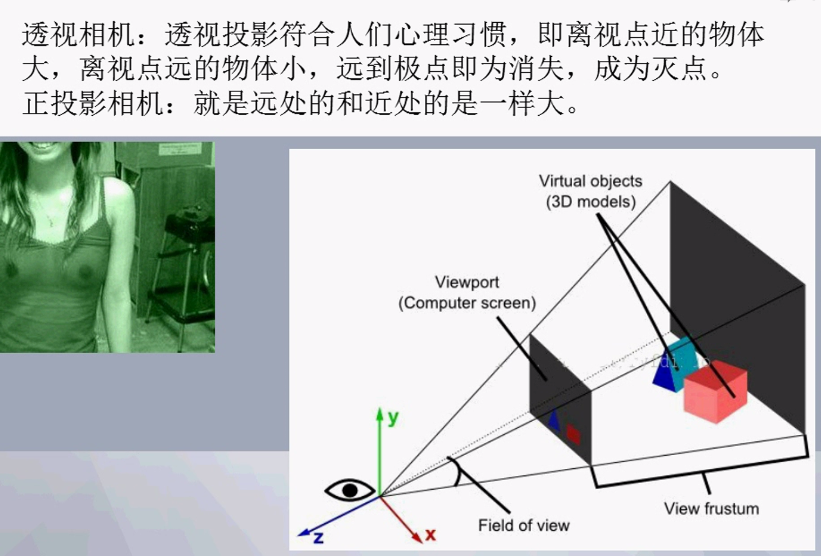 透视相机：透视投影符合人们心理习惯，即离视点近的物体
大，离视点远的物体小，远到极点即为消失，成为灭点。
正投影相机：就是远处的和近处的是一样大。
Virtual objects
(3D models)
Viewport
(Computer screen)
y
z
x
Field of view
View frustum